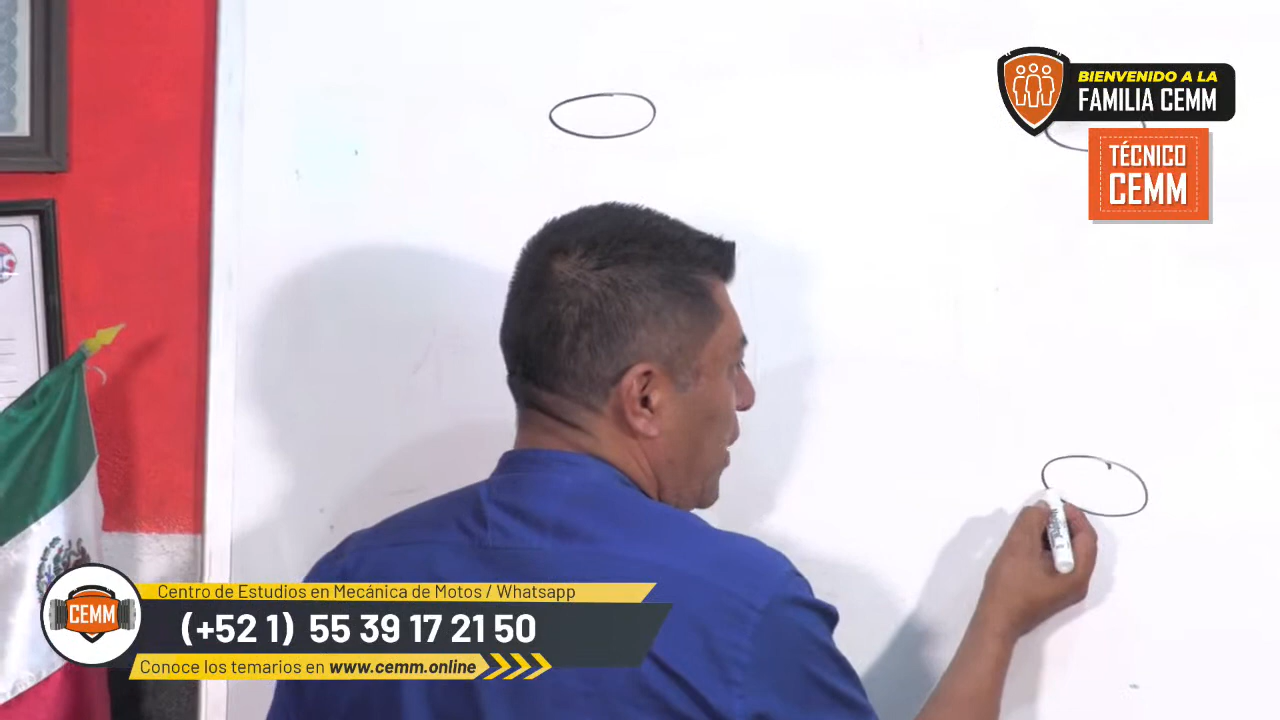 BIENVENIDO A LA
FAMILIA CEMM
TÉCNICO
CEMM
CEMM
Centro de Estudios en Mecánica de Motos / Whatsapp
(+52 1) 55 39 17 21 50
Conoce los temarios en www.cemm.online